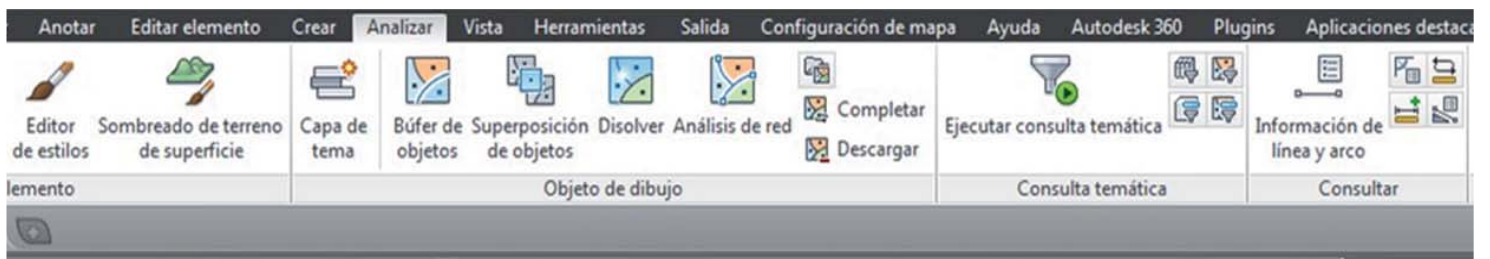 Anotar Editar elemento Crear Analizar Vista Herramientas Salida Configuración de mapa Ayuda Autodesk 360 Plugins Aplicaciones destaca
Editor de estilos
Sombreado de terreno de superficie
Capa de tema
Búfer de objetos
Superposición de objetos
Disolver
Análisis de red
Completar
Descargar
Ejecutar consulta temática
Información de línea y arco
lemento Objeto de dibujo Consulta temática Consultar